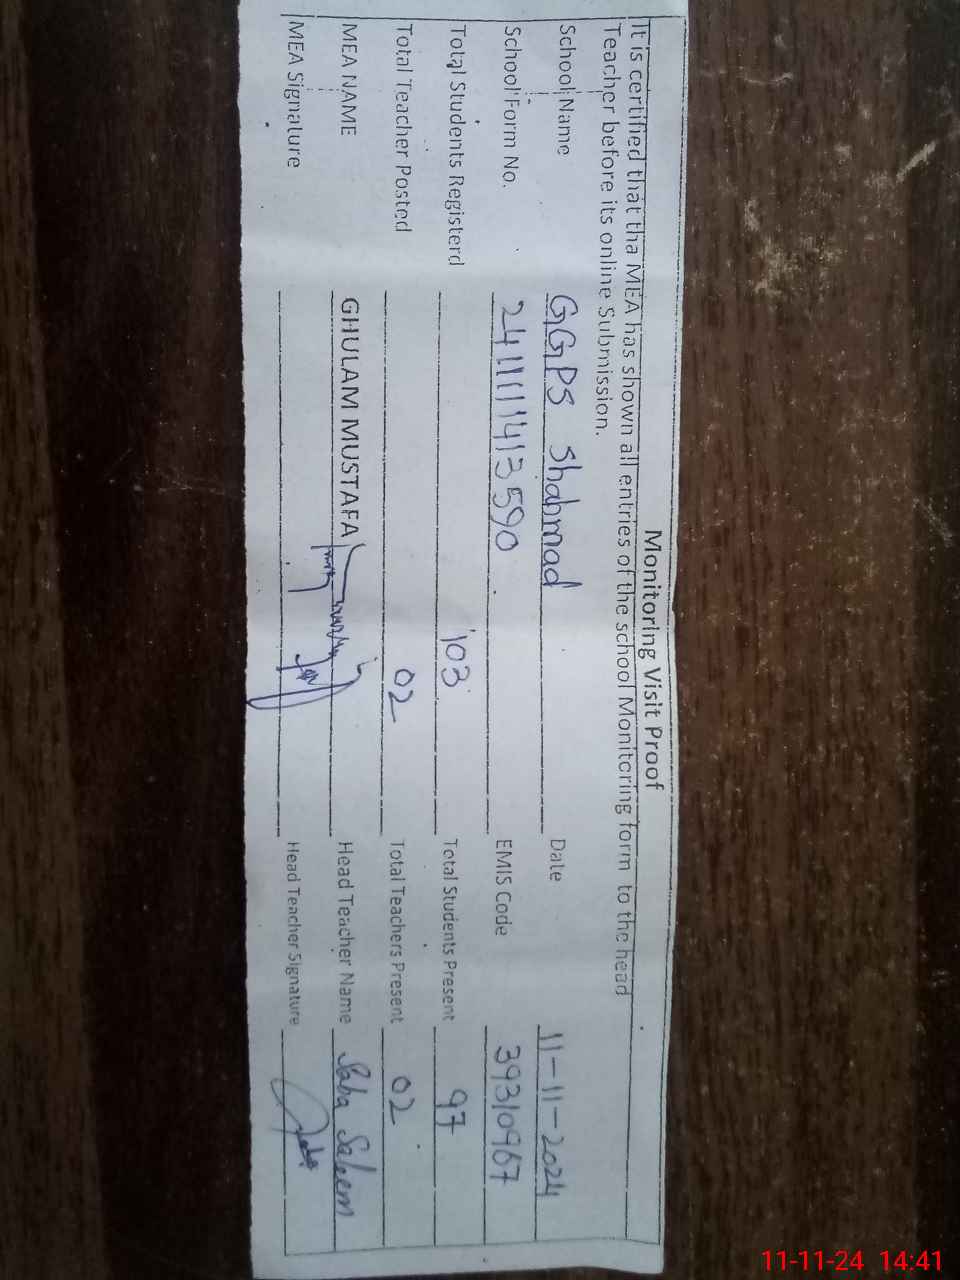 Monitoring Visit Proof
It is certified that tha MEA has shown all entries of the school Monitoring form to the head
Teacher before its online Submission.
School Name GGPS Shahmad Date 11-11-2024
School Form No. EMIS Code 39310967
Total Students Registerd 103 Total Students Present 97
Total Teacher Posted 02 Total Teachers Present 02
MEA NAME GHULAM MUSTAFA Head Teacher Name Saba Saleem
MEA Signature Head Teacher Signature
11-11-24 14:41